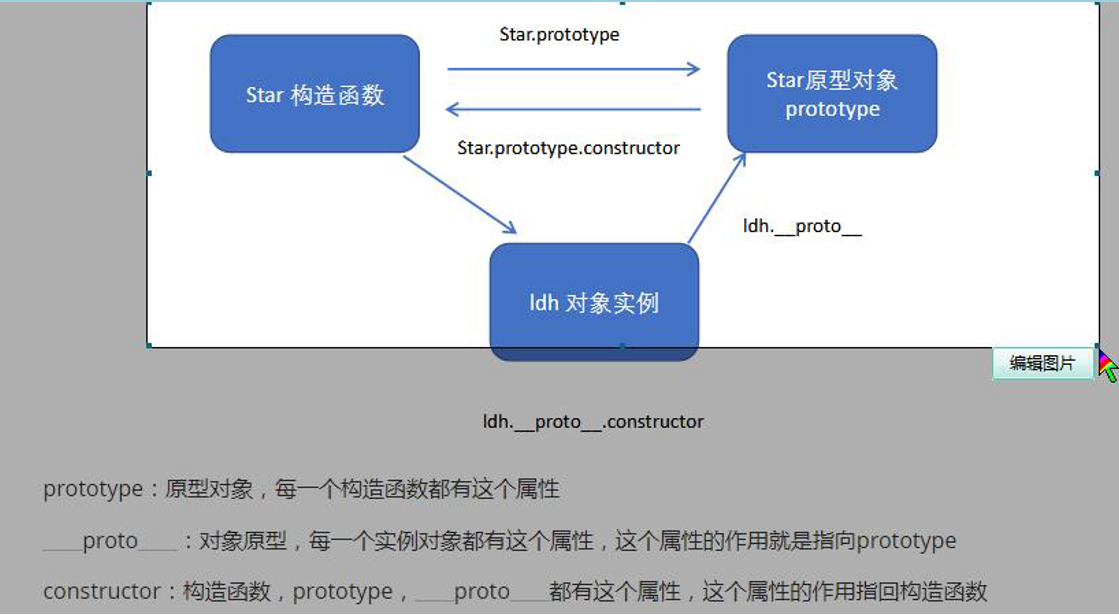 Star.prototype
Star 构造函数
Star原型对象
prototype
Star.prototype.constructor
ldh.__proto__
ldh 对象实例
编辑图片
ldh.__proto__.constructor
prototype：原型对象，每一个构造函数都有这个属性
____proto____：对象原型，每一个实例对象都有这个属性，这个属性的作用就是指向prototype
constructor：构造函数，prototype，____proto____都有这个属性，这个属性的作用指回构造函数